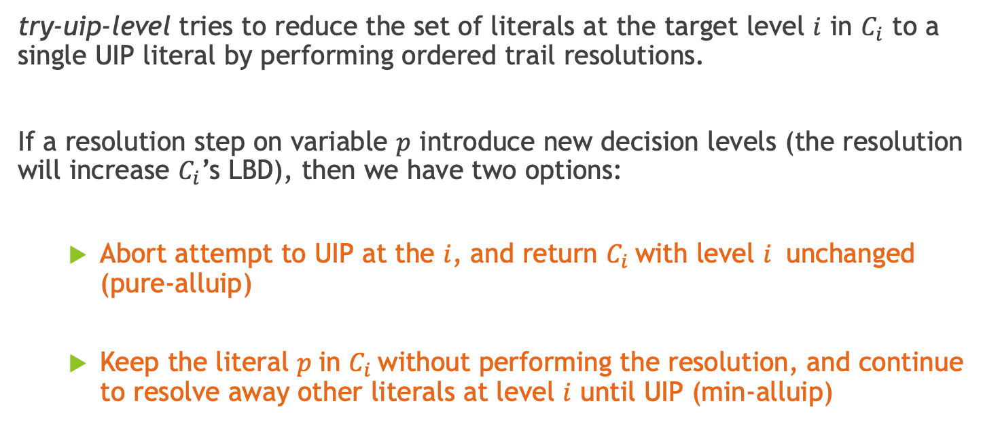 try-uip-level tries to reduce the set of literals at the target level i in Cᵢ to a
single UIP literal by performing ordered trail resolutions.
If a resolution step on variable p introduce new decision levels (the resolution
will increase Cᵢ’s LBD), then we have two options:
Abort attempt to UIP at the i, and return Cᵢ with level i unchanged
(pure-alluip)
Keep the literal p in Cᵢ without performing the resolution, and continue
to resolve away other literals at level i until UIP (min-alluip)